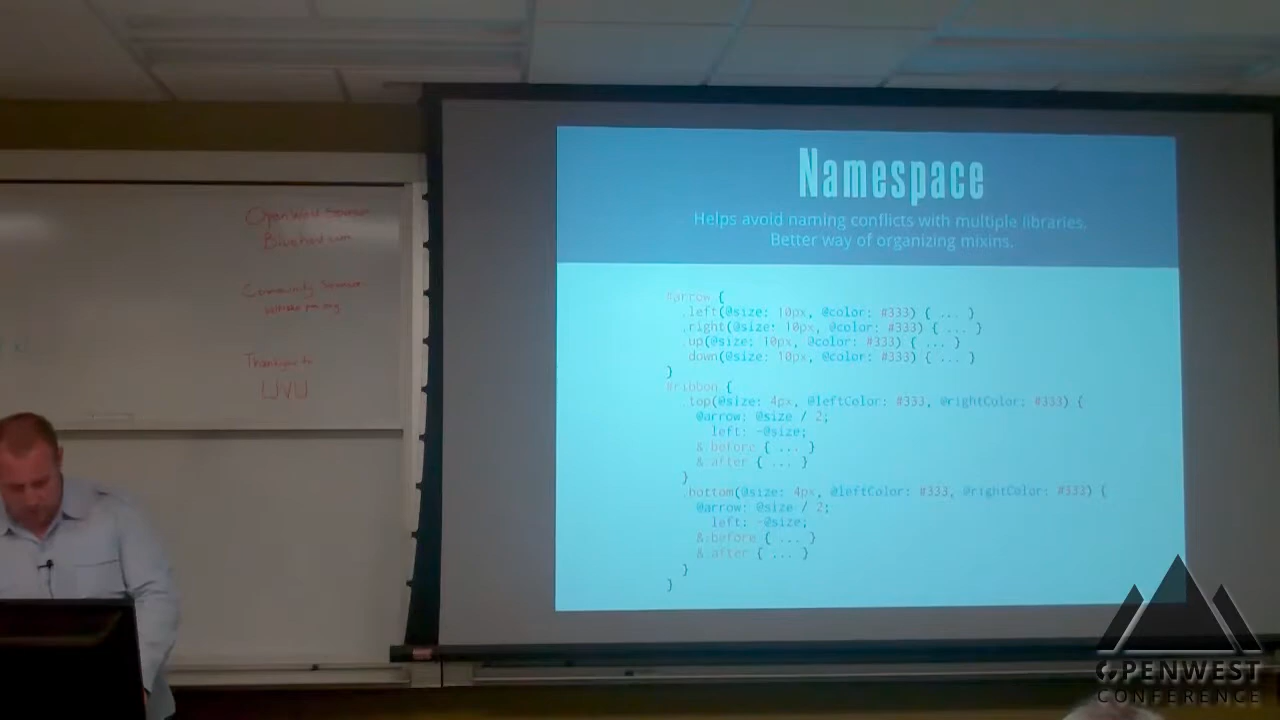 Namespace
Helps avoid naming conflicts with multiple libraries.
Better way of organizing mixins.
#arrow {
.left(@size: 10px, @color: #333) { ... }
.right(@size: 10px, @color: #333) { ... }
.up(@size: 10px, @color: #333) { ... }
.down(@size: 10px, @color: #333) { ... }
}
#ribbon {
.top(@size: 4px, @leftColor: #333, @rightColor: #333) {
@arrow: @size / 2;
left: -@size;
&:before { ... }
&:after { ... }
}
.bottom(@size: 4px, @leftColor: #333, @rightColor: #333) {
@arrow: @size / 2;
left: -@size;
&:before { ... }
&:after { ... }
}
}
Community
Thankyou to
UVU
OPENWEST
CONFERENCE